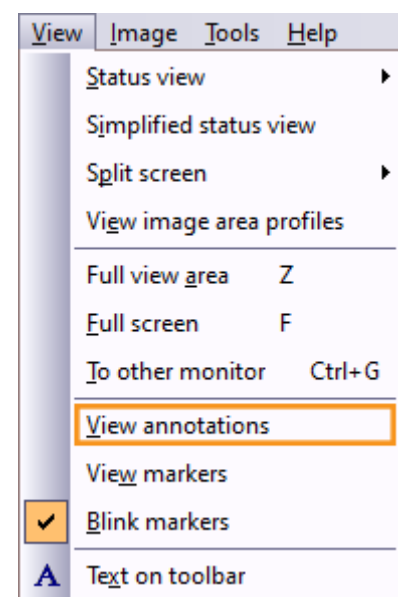 View Image Tools Help
Status view
Simplified status view
Split screen
View image area profiles
Full view area Z
Full screen F
To other monitor Ctrl+G
View annotations
View markers
Blink markers
A Text on toolbar